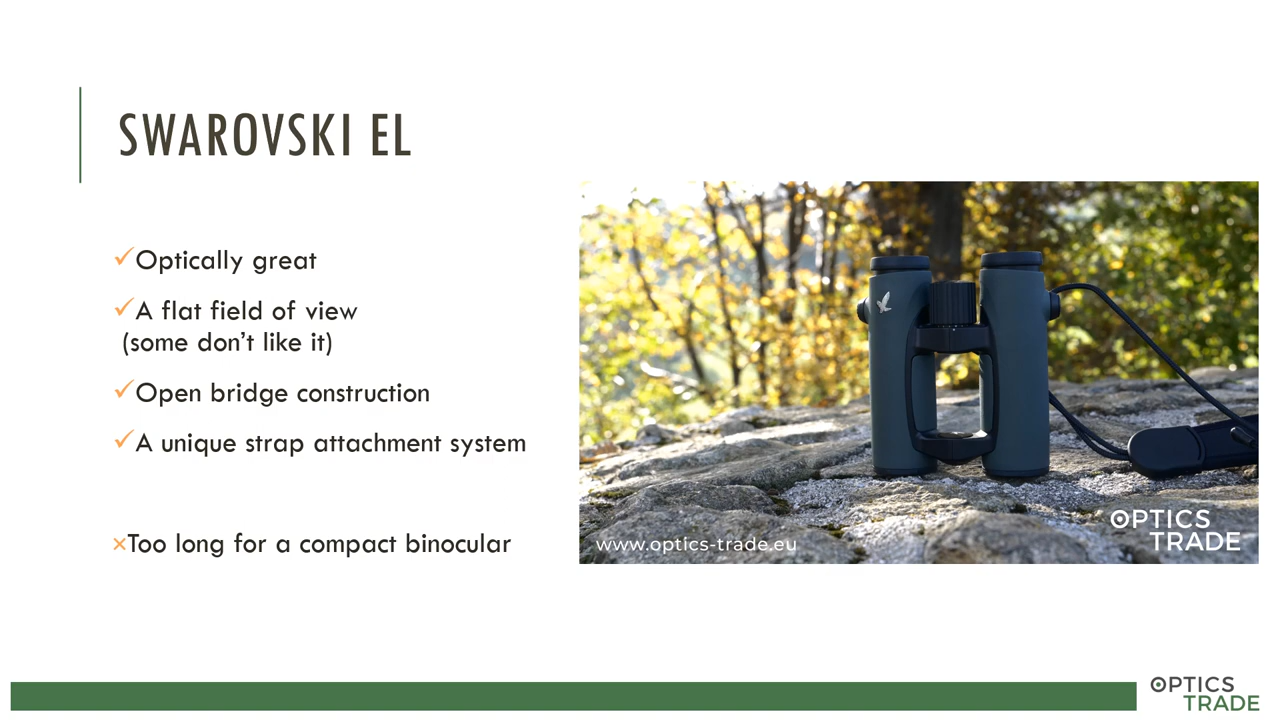 SWAROVSKI EL
✓Optically great
✓A flat field of view
(some don't like it)
✓Open bridge construction
✓A unique strap attachment system
×Too long for a compact binocular
www.optics-trade.eu
OPTICS
TRADE
OPTICS
TRADE